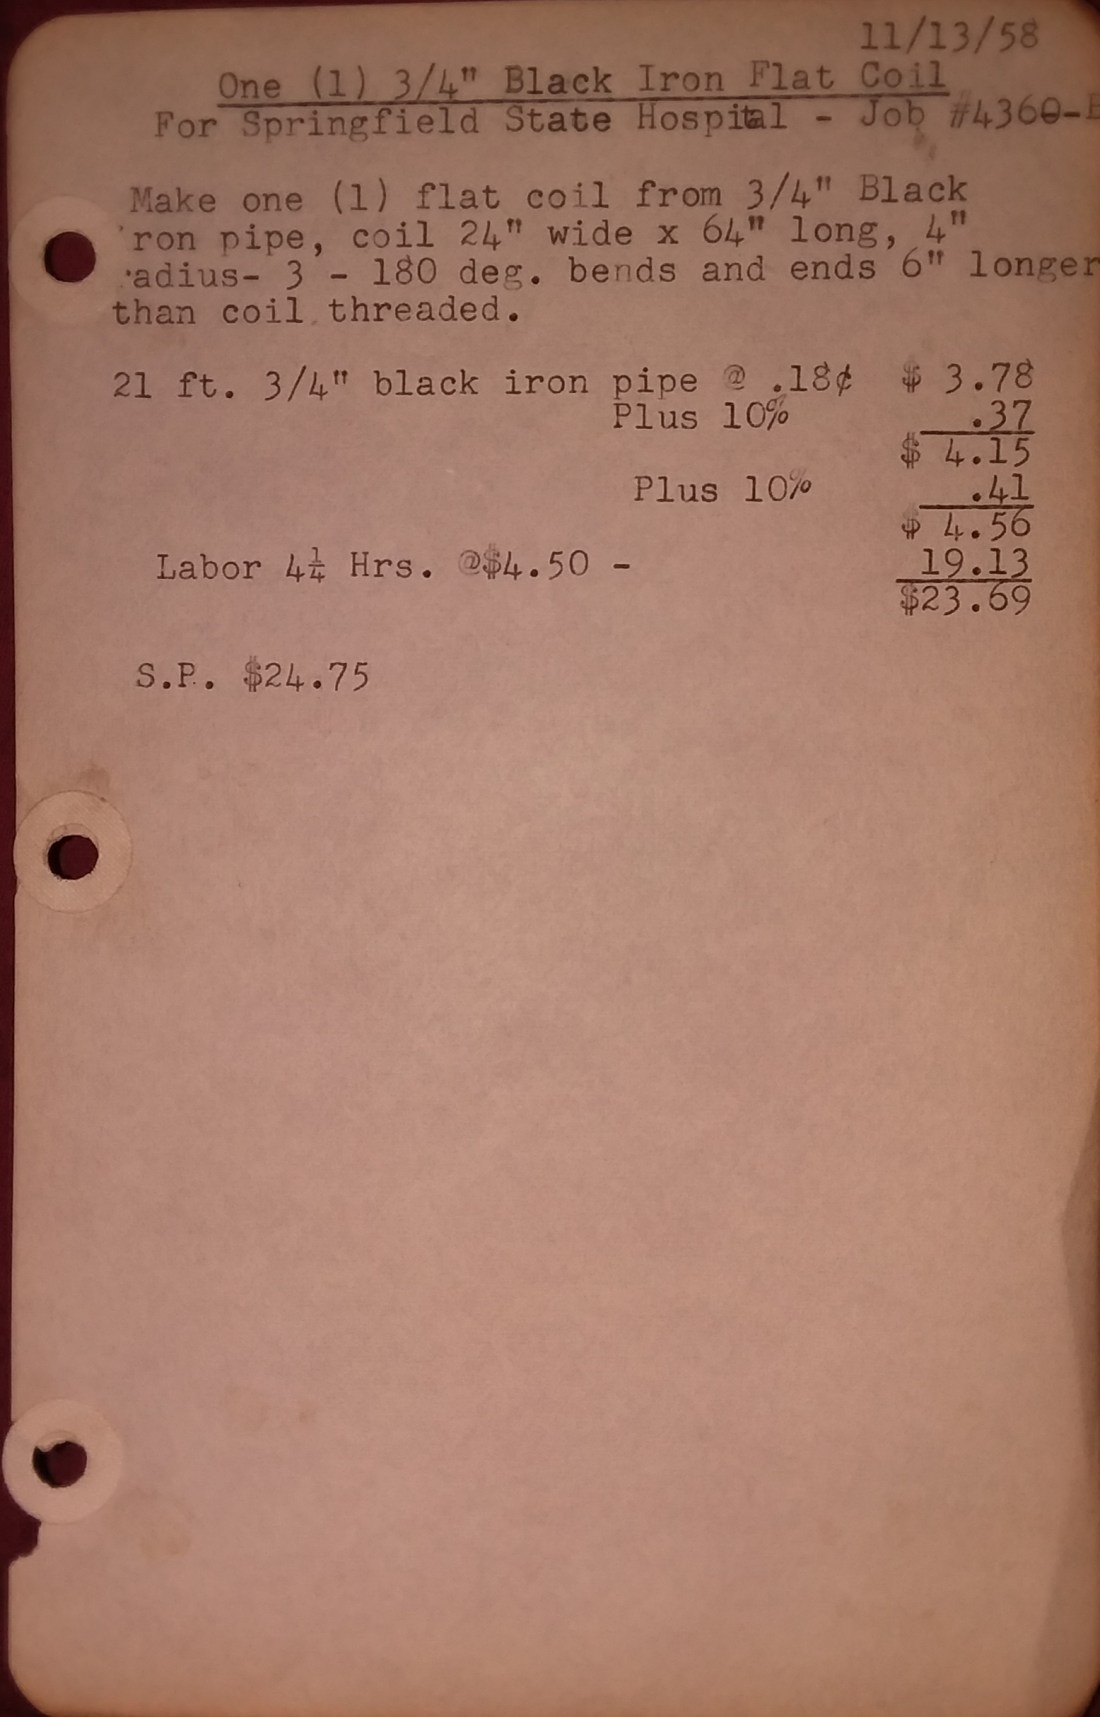 11/13/58
One (1) 3/4" Black Iron Flat Coil
For Springfield State Hospital - Job #4360-E
Make one (1) flat coil from 3/4" Black
ron pipe, coil 24" wide x 64" long, 4"
adius- 3 - 180 deg. bends and ends 6" longer
than coil threaded.
21 ft. 3/4" black iron pipe @ .18¢ $ 3.78
Plus 10% .37
$ 4.15
Plus 10% .41
$ 4.56
Labor 4¼ Hrs. @$4.50 - 19.13
$23.69
S.P. $24.75